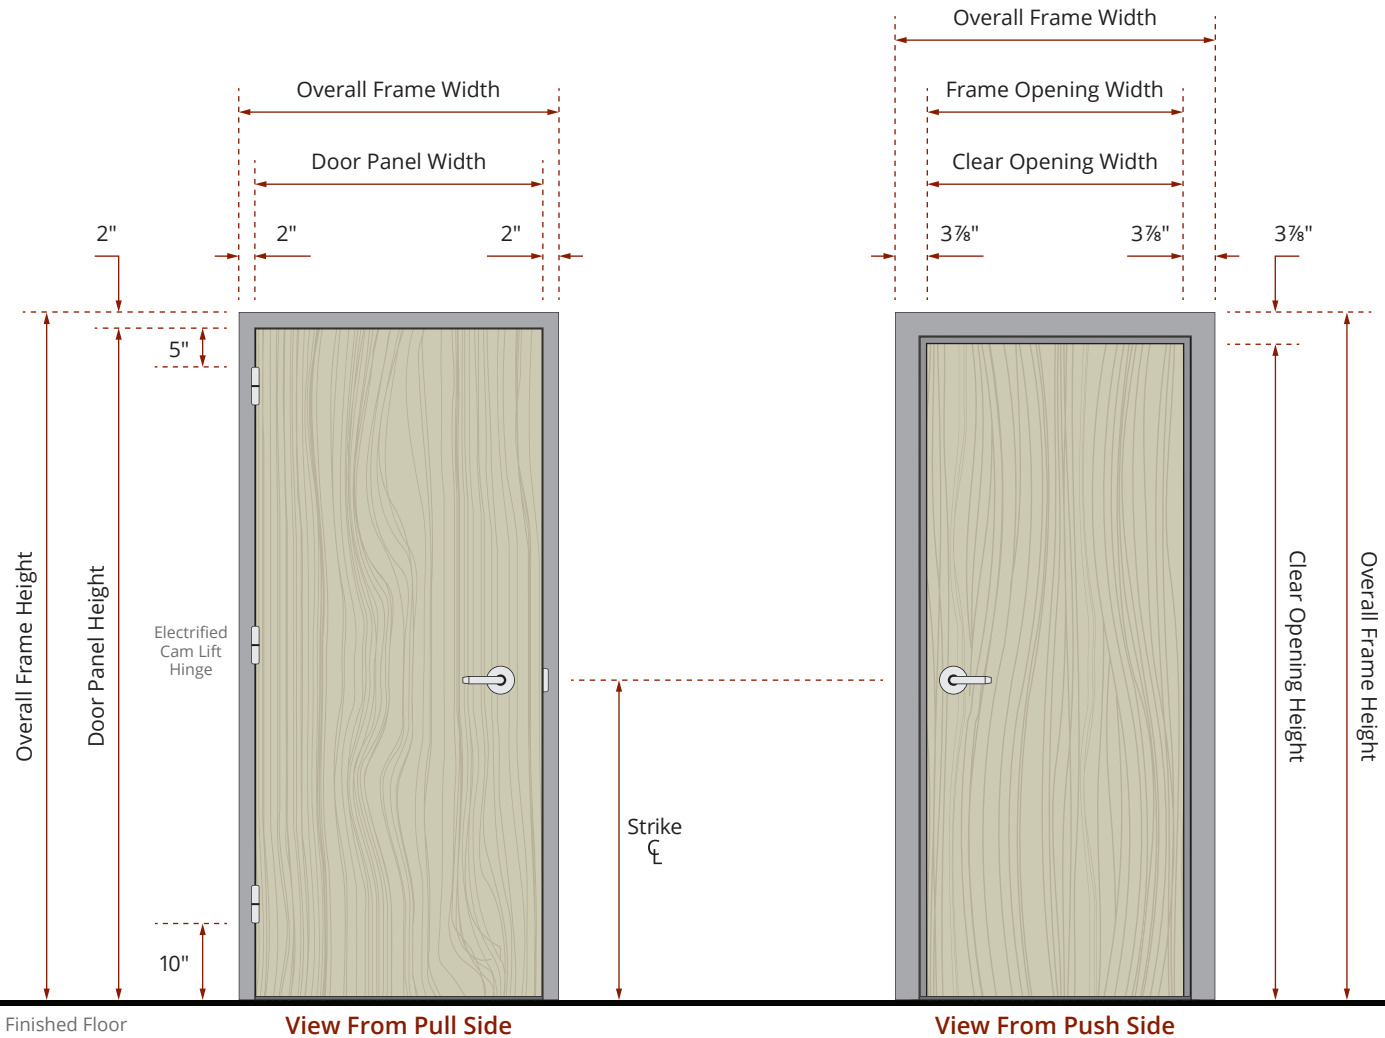 Overall Frame Width
Overall Frame Width
Frame Opening Width
Door Panel Width
Clear Opening Width
2"
2"
2"
3⅞"
3⅞"
3⅞"
5"
Overall Frame Height
Door Panel Height
Electrified
Cam Lift
Hinge
Clear Opening Height
Overall Frame Height
Strike
℄
10"
Finished Floor
View From Pull Side
View From Push Side